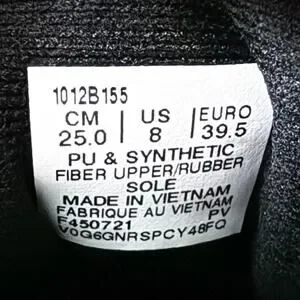 1012B155
CM US EURO
25.0 8 39.5
PU & SYNTHETIC
FIBER UPPER/RUBBER
SOLE
MADE IN VIETNAM
FABRIQUE AU VIETNAM
F450721 PV
V0G6GNRSPCY48FQ